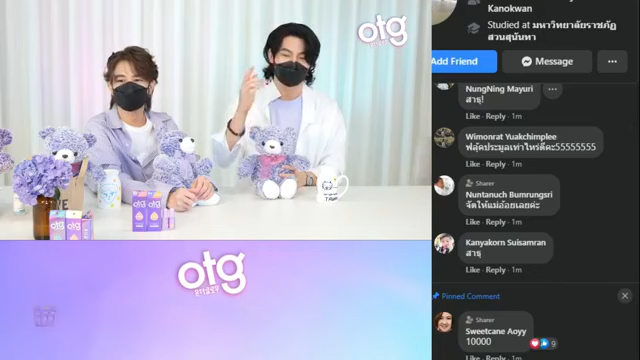 otg
otg
otg
otg
Kanokwan
Studied at มหาวิทยาลัยราชภัฏ
สวนสุนันทา
Add Friend
Message
NungNing Mayuri
สาธุ!
Like · Reply · 1m
Wimonrat Yuakchimplee
ฟลุ้คประมูลเท่าไหร่ดีคะ55555555
Like · Reply · 1m
Sharer
Nuntanuch Bumrungsri
จัดให้แม่อ้อยเลยค่ะ
Like · Reply · 1m
Kanyakorn Suisamran
สาธุ
Like · Reply · 1m
Pinned Comment
Sharer
Sweetcane Aoyy
10000
9
Like · Reply · 1m